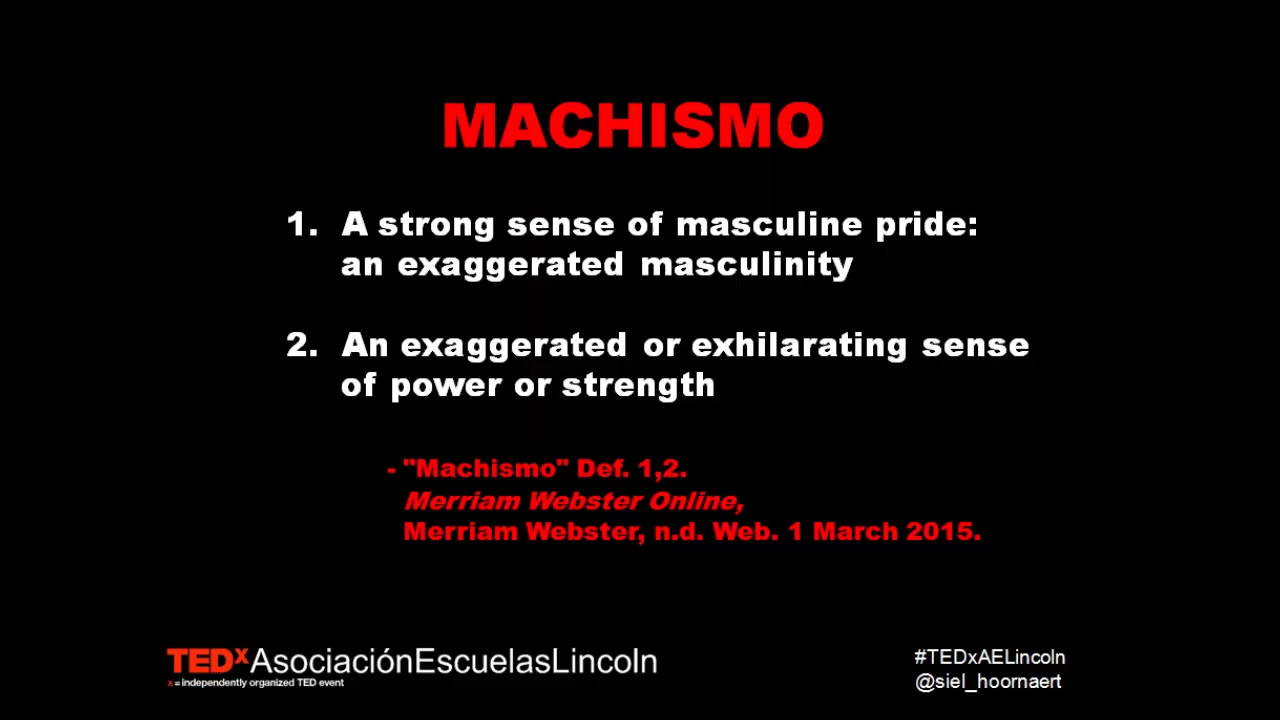 MACHISMO
1. A strong sense of masculine pride:
an exaggerated masculinity
2. An exaggerated or exhilarating sense
of power or strength
- "Machismo" Def. 1,2.
Merriam Webster Online,
Merriam Webster, n.d. Web. 1 March 2015.
TEDxAsociaciónEscuelasLincoln
x = independently organized TED event
#TEDxAELincoln
@siel_hoornaert